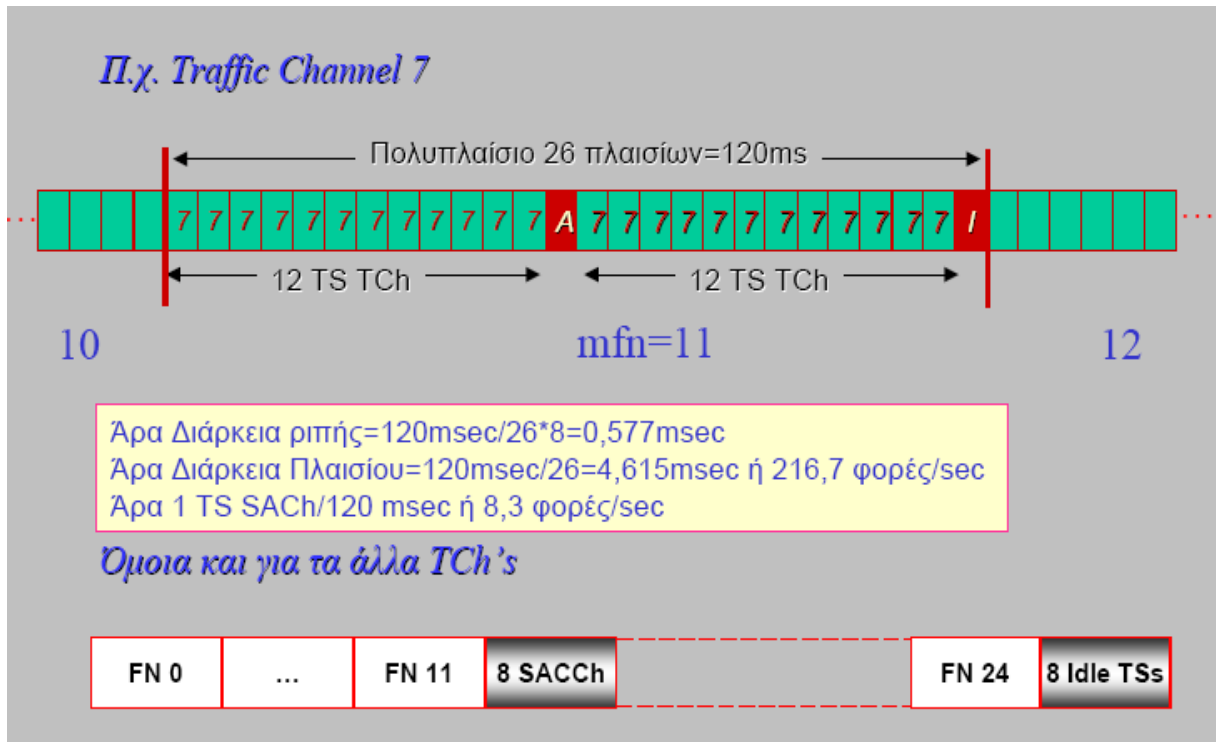 Π.χ. Traffic Channel 7
Πολυπλαίσιο 26 πλαισίων=120ms
... 7 7 7 7 7 7 7 7 7 7 7 7 A 7 7 7 7 7 7 7 7 7 7 7 7 I ...
12 TS TCh 12 TS TCh
10 mfn=11 12
Άρα Διάρκεια ριπής=120msec/26*8=0,577msec
Άρα Διάρκεια Πλαισίου=120msec/26=4,615msec ή 216,7 φορές/sec
Άρα 1 TS SACh/120 msec ή 8,3 φορές/sec
Όμοια και για τα άλλα TCh's
FN 0 ... FN 11 8 SACCh FN 24 8 Idle TSs